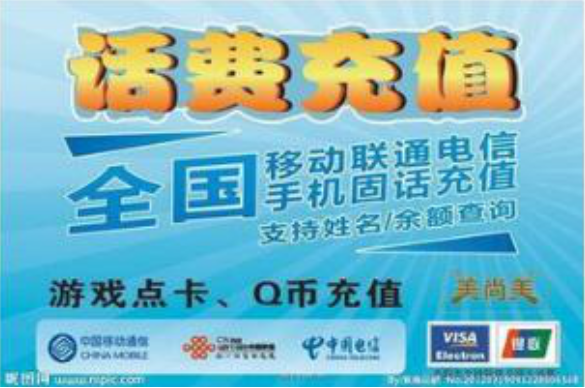 话费充值
全国
移动联通电信
手机固话充值
支持姓名/余额查询
游戏点卡、Q币充值
美尚美
中国移动通信
CHINA MOBILE
中国电信
CHINA TELECOM
VISA
Electron
银联
昵图网 www.nipic.com